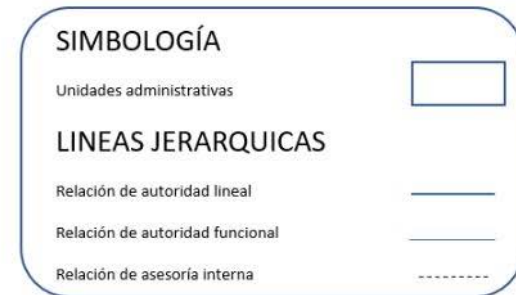 SIMBOLOGÍA
Unidades administrativas
LINEAS JERARQUICAS
Relación de autoridad lineal
Relación de autoridad funcional
Relación de asesoría interna